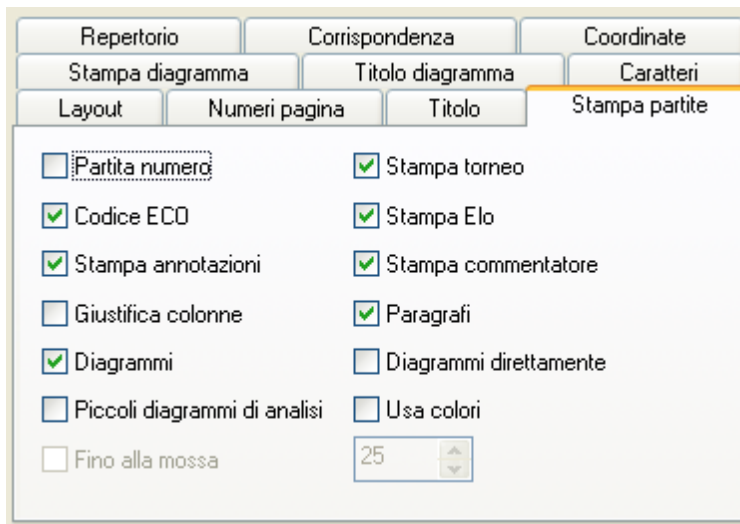 Repertorio Corrispondenza Coordinate
Stampa diagramma Titolo diagramma Caratteri
Layout Numeri pagina Titolo Stampa partite
Partita numero Stampa torneo
Codice ECO Stampa Elo
Stampa annotazioni Stampa commentatore
Giustifica colonne Paragrafi
Diagrammi Diagrammi direttamente
Piccoli diagrammi di analisi Usa colori
Fino alla mossa 25